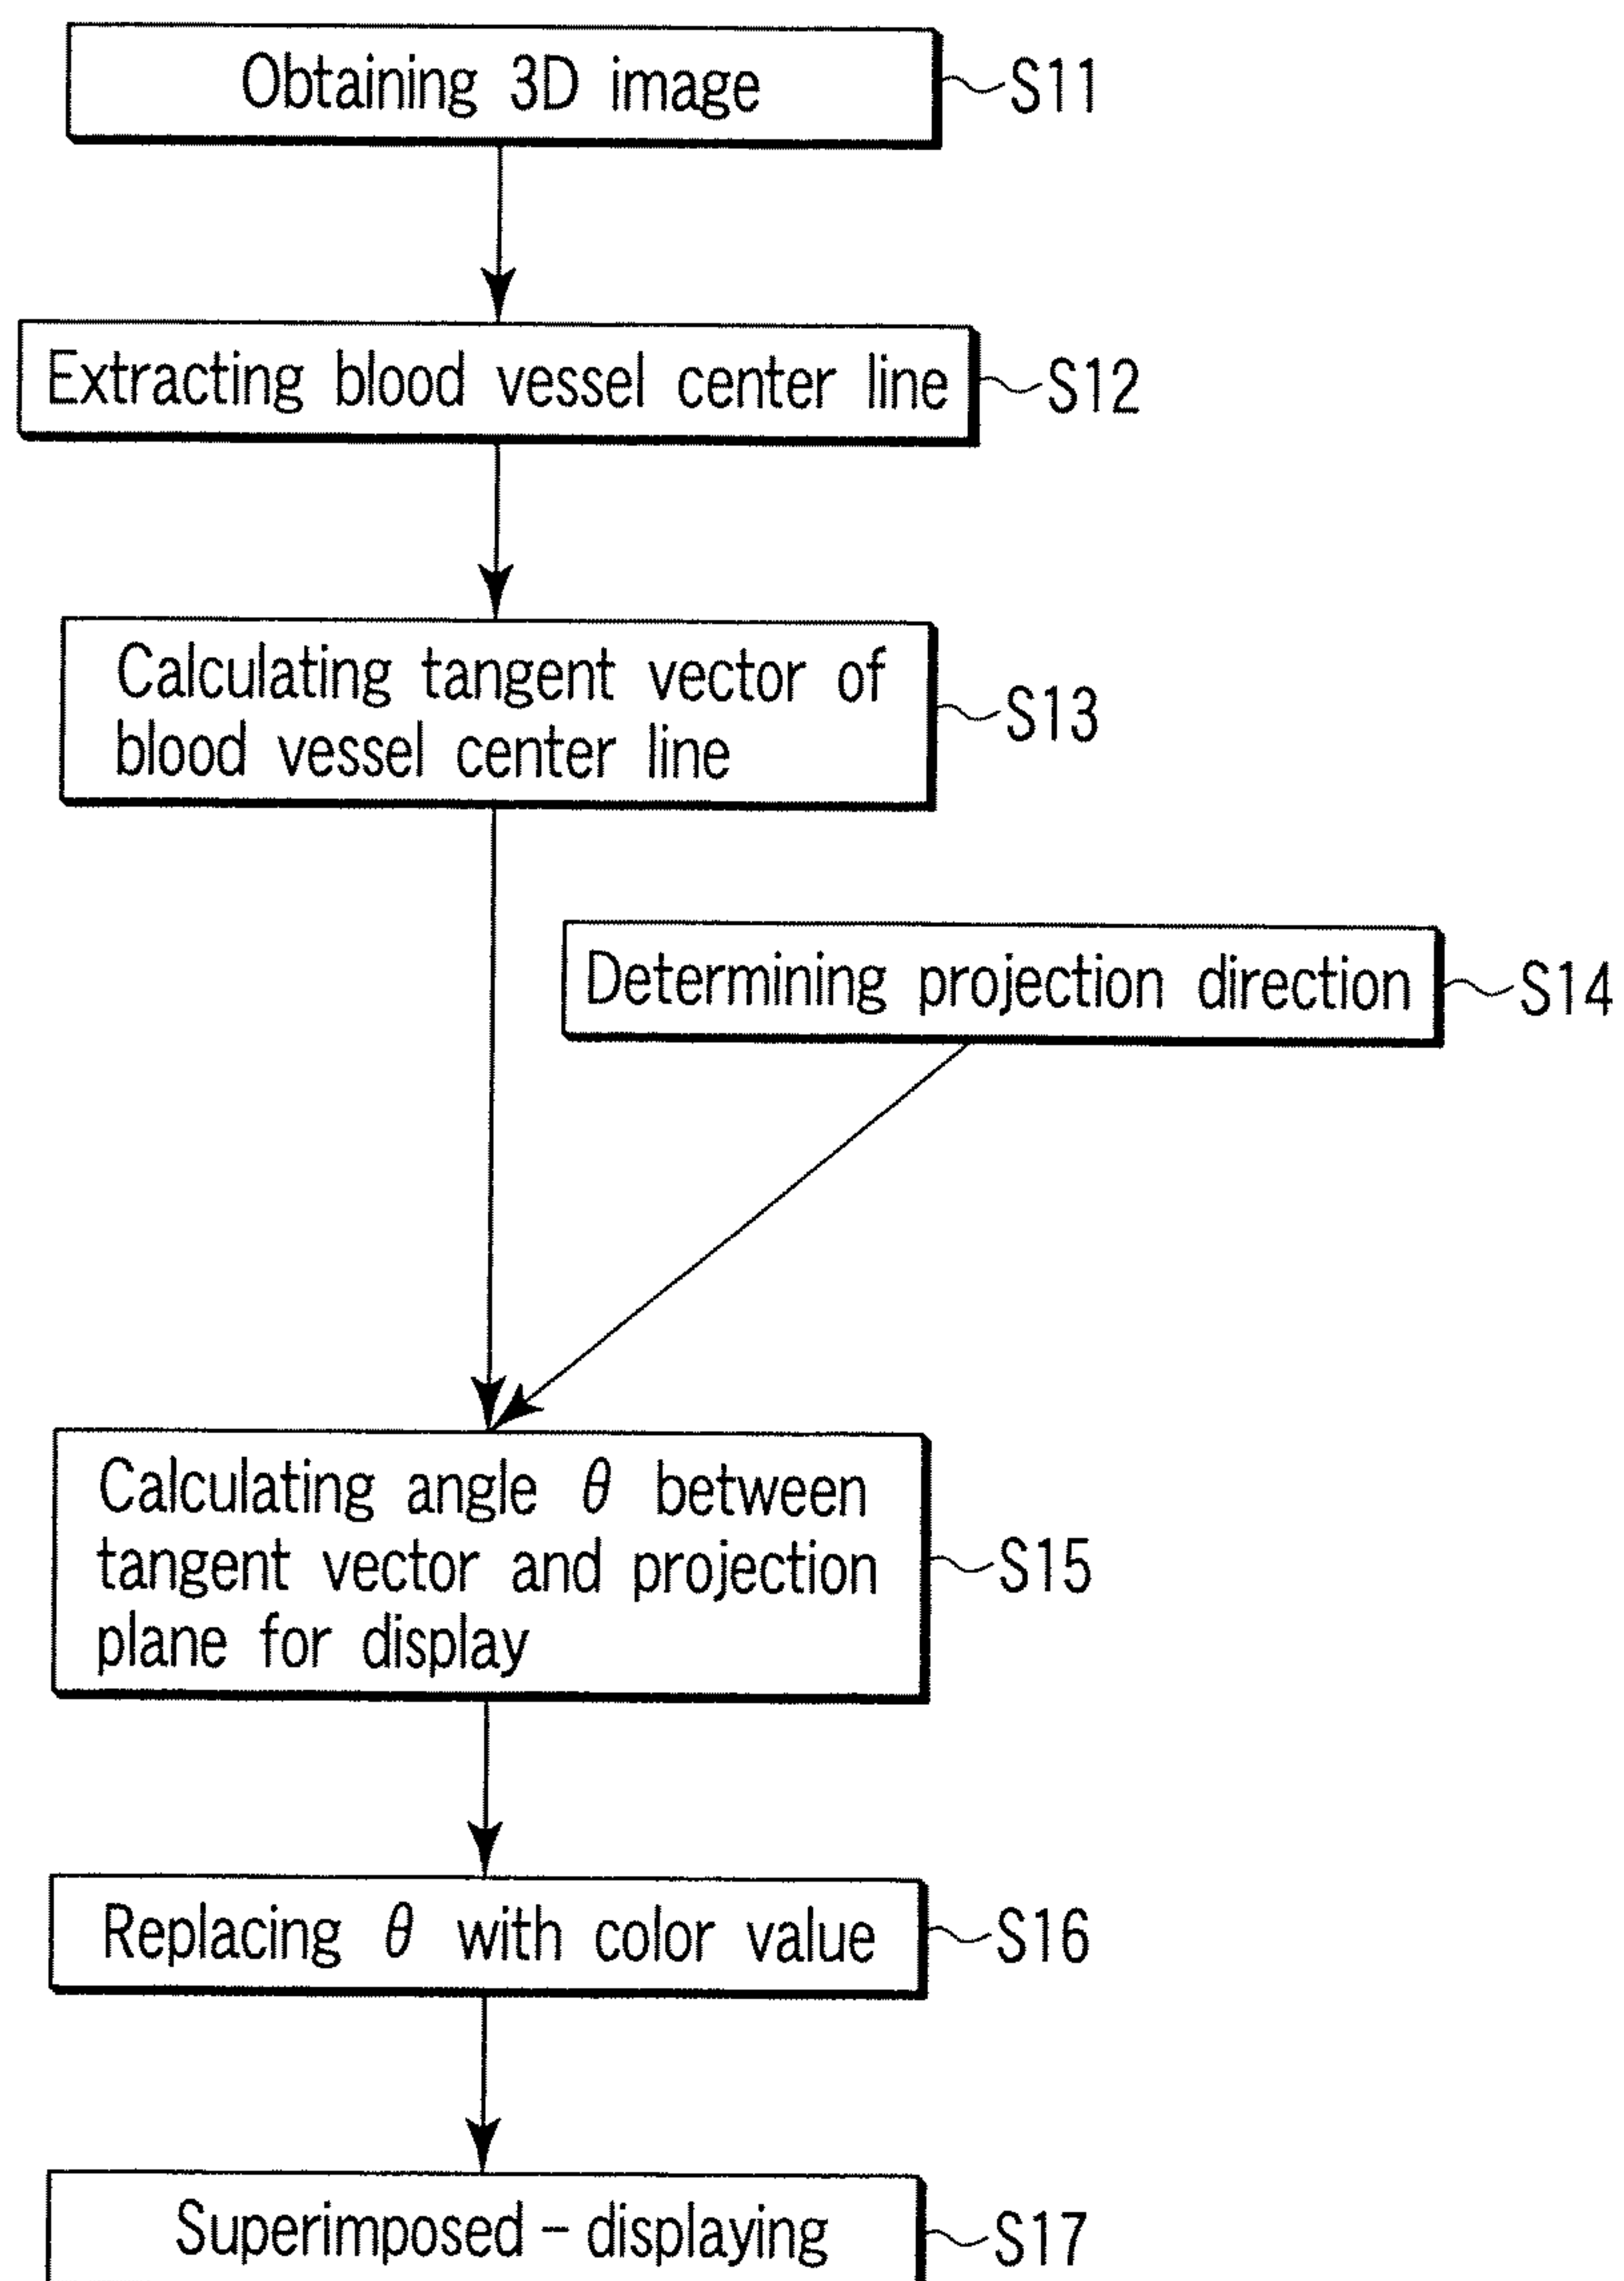 Obtaining 3D image
S11
Extracting blood vessel center line
S12
Calculating tangent vector of
blood vessel center line
S13
Determining projection direction
S14
Calculating angle θ between
tangent vector and projection
plane for display
S15
Replacing θ with color value
S16
Superimposed-displaying
S17